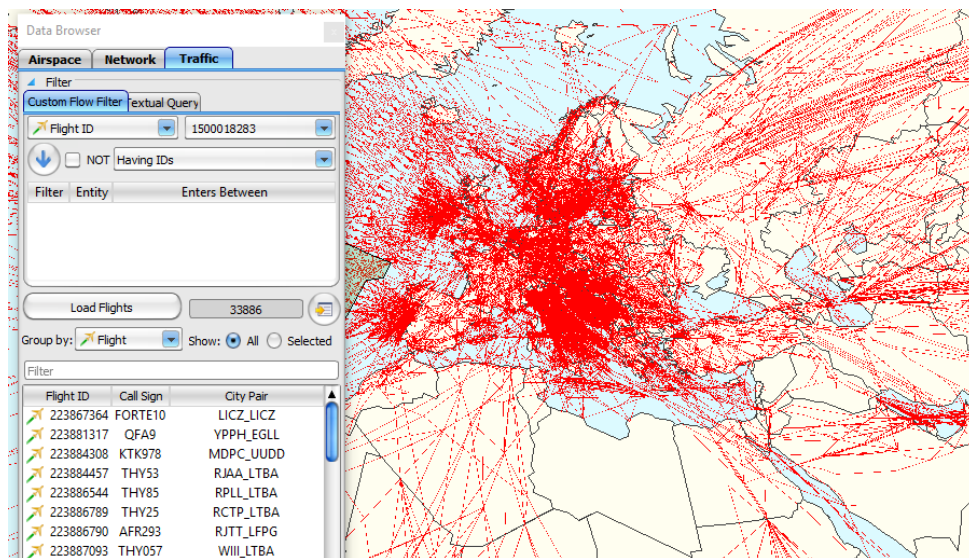 Data Browser
Airspace Network Traffic
Filter
Custom Flow Filter Textual Query
Flight ID 1500018283
NOT Having IDs
Filter Entity Enters Between
Load Flights 33886
Group by: Flight Show: All Selected
Filter
Flight ID Call Sign City Pair
223867364 FORTE10 LICZ_LICZ
223881317 QFA9 YPPH_EGLL
223884308 KTK978 MDPC_UUDD
223884457 THY53 RJAA_LTBA
223886544 THY85 RPLL_LTBA
223886789 THY25 RCTP_LTBA
223886790 AFR293 RJTT_LFPG
223887093 THY057 WIII_LTBA